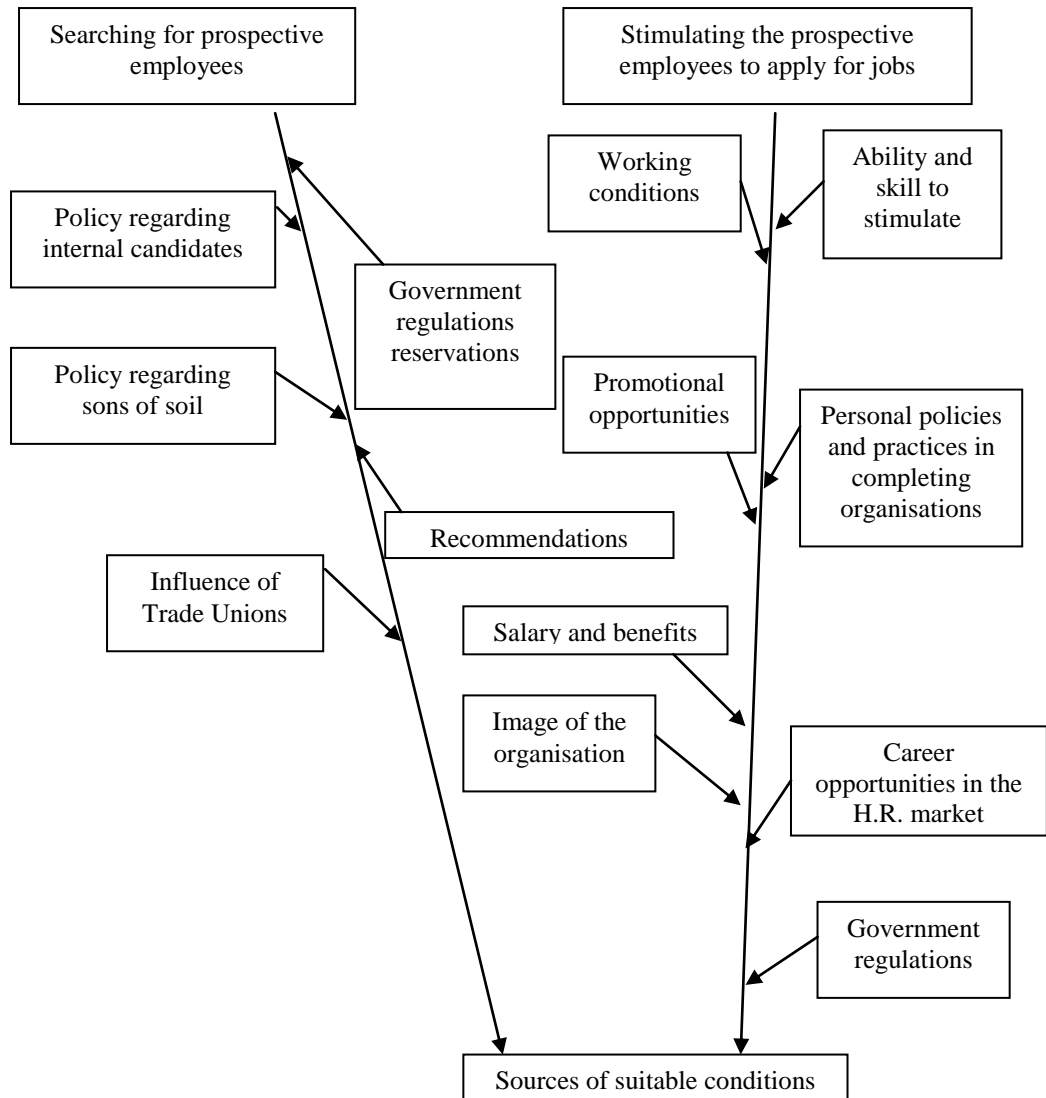 Searching for prospective
employees
Stimulating the prospective
employees to apply for jobs
Working
conditions
Ability and
skill to
stimulate
Policy regarding
internal candidates
Government
regulations
reservations
Policy regarding
sons of soil
Promotional
opportunities
Personal policies
and practices in
completing
organisations
Recommendations
Influence of
Trade Unions
Salary and benefits
Image of the
organisation
Career
opportunities in the
H.R. market
Government
regulations
Sources of suitable conditions